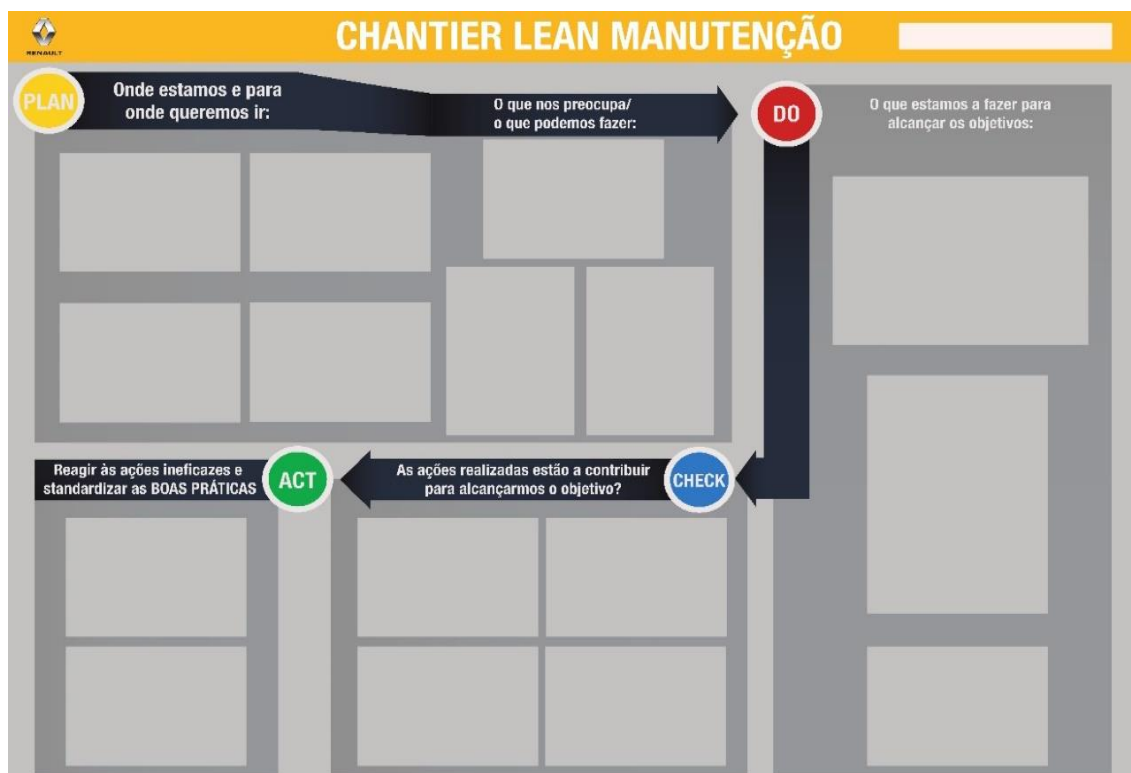 RENAULT
CHANTIER LEAN MANUTENÇÃO
PLAN
Onde estamos e para
onde queremos ir:
O que nos preocupa/
o que podemos fazer:
DO
O que estamos a fazer para
alcançar os objetivos:
Reagir às ações ineficazes e
standardizar as BOAS PRÁTICAS
ACT
As ações realizadas estão a contribuir
para alcançarmos o objetivo?
CHECK